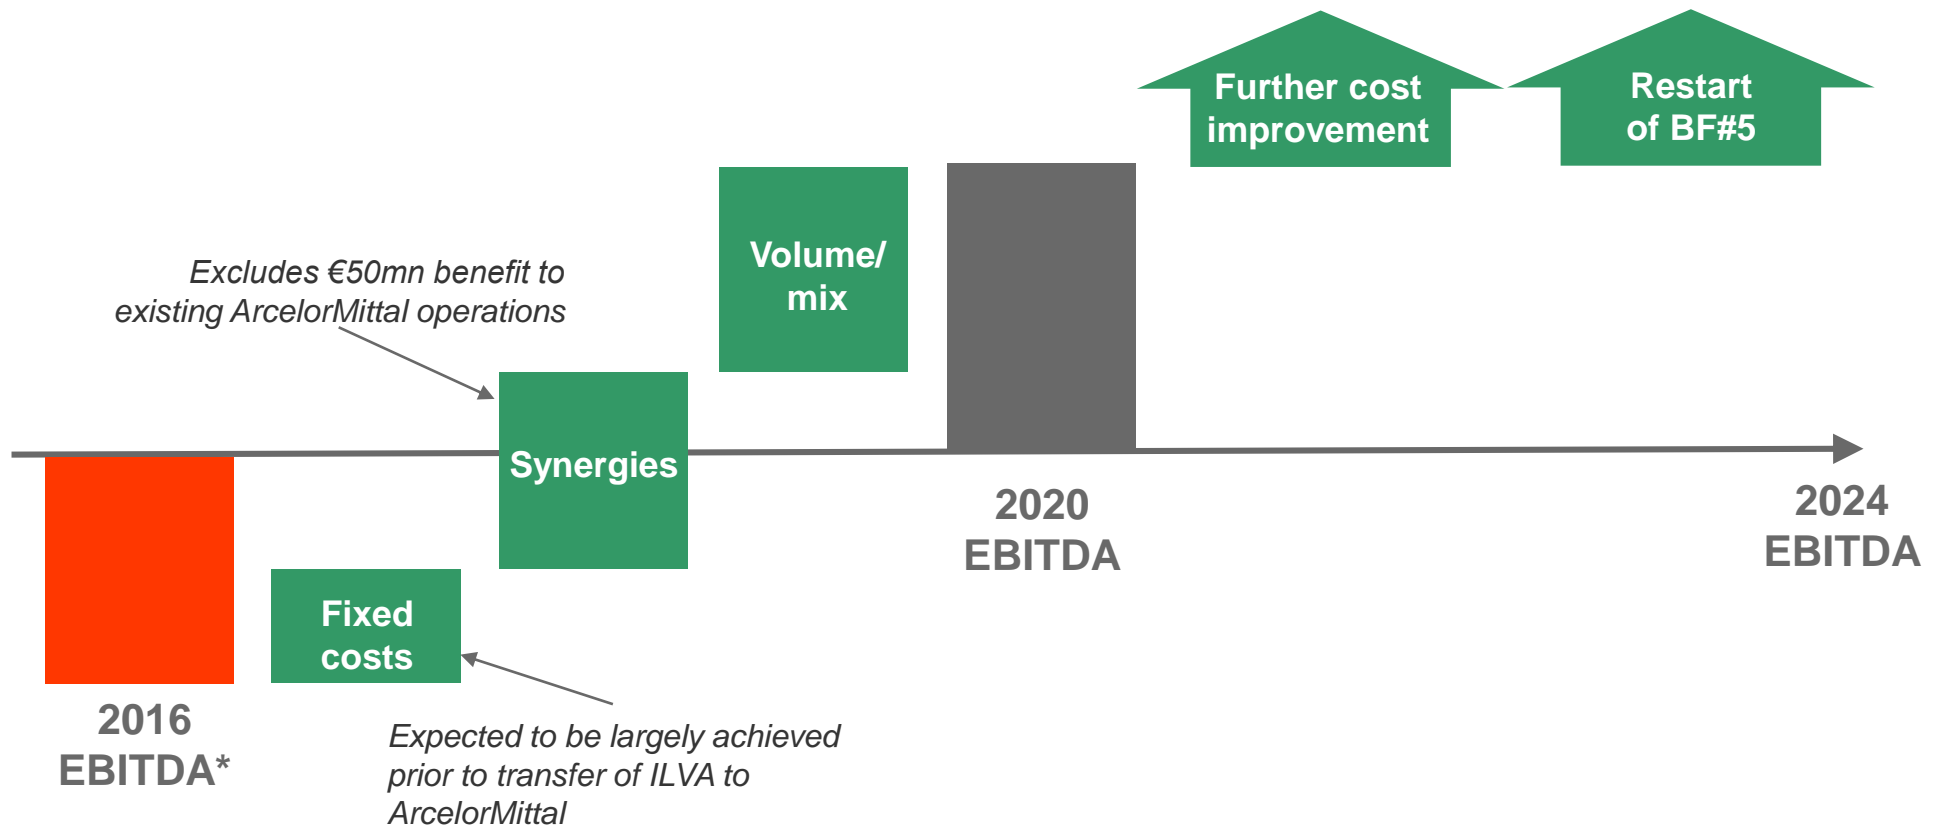 Further cost
improvement
Restart
of BF#5
Volume/
mix
Excludes €50mn benefit to
existing ArcelorMittal operations
Synergies
2020
EBITDA
2024
EBITDA
Fixed
costs
2016
EBITDA*
Expected to be largely achieved
prior to transfer of ILVA to
ArcelorMittal